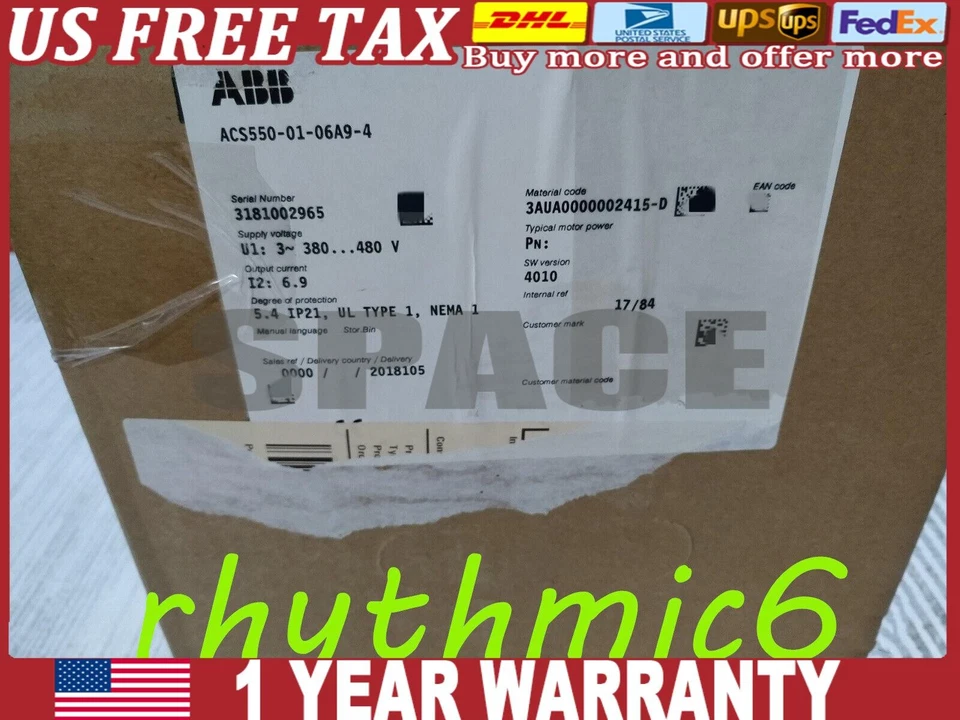 US FREE TAX
DHL
UNITED STATES
POSTAL SERVICE
ups ups
FedEx
Buy more and offer more
ABB
ACS550-01-06A9-4
Serial Number
3181002965
Supply voltage
U1: 3~ 380...480 V
Output current
I2: 6.9
Degree of protection
5.4 IP21, UL TYPE 1, NEMA 1
Manual language Stor.Bin
Sales ref / Delivery country / Delivery
0000 / / 2018105
Material code
3AUA0000002415-D
EAN code
Typical motor power
PN:
SW version
4010
Internal ref
17/84
Customer mark
Customer material code
SPACE
rhythmic6
1 YEAR WARRANTY